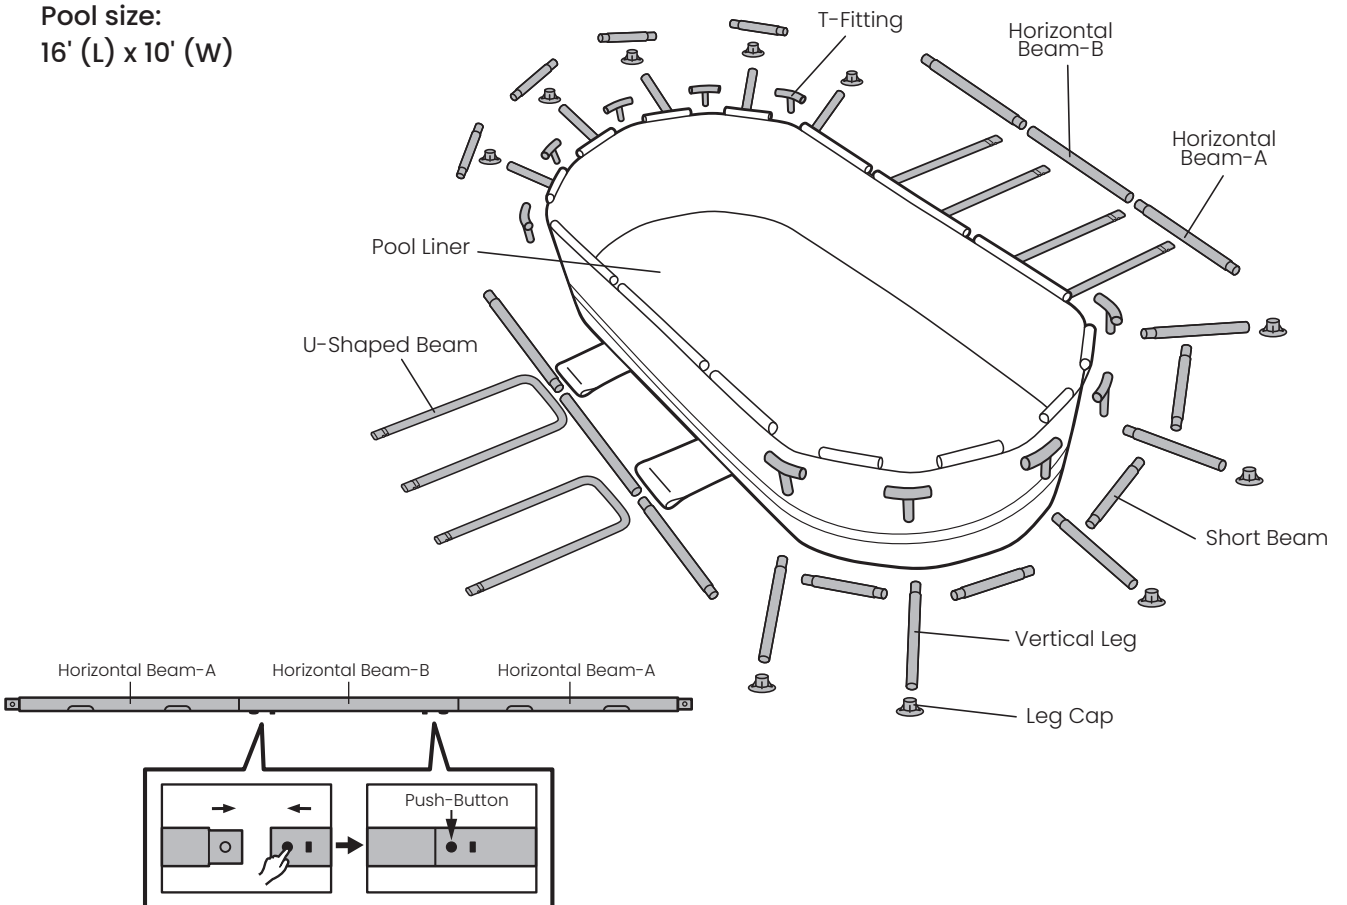 Pool size:
16' (L) x 10' (W)
T-Fitting
Horizontal
Beam-B
Horizontal
Beam-A
Pool Liner
U-Shaped Beam
Short Beam
Vertical Leg
Leg Cap
Horizontal Beam-A
Horizontal Beam-B
Horizontal Beam-A
Push-Button